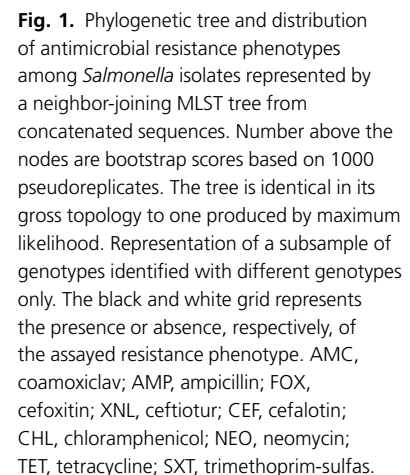 Fig. 1. Phylogenetic tree and distribution
of antimicrobial resistance phenotypes
among Salmonella isolates represented by
a neighbor-joining MLST tree from
concatenated sequences. Number above the
nodes are bootstrap scores based on 1000
pseudoreplicates. The tree is identical in its
gross topology to one produced by maximum
likelihood. Representation of a subsample of
genotypes identified with different genotypes
only. The black and white grid represents
the presence or absence, respectively, of
the assayed resistance phenotype. AMC,
coamoxiclav; AMP, ampicillin; FOX,
cefoxitin; XNL, ceftiotur; CEF, cefalotin;
CHL, chloramphenicol; NEO, neomycin;
TET, tetracycline; SXT, trimethoprim-sulfas.